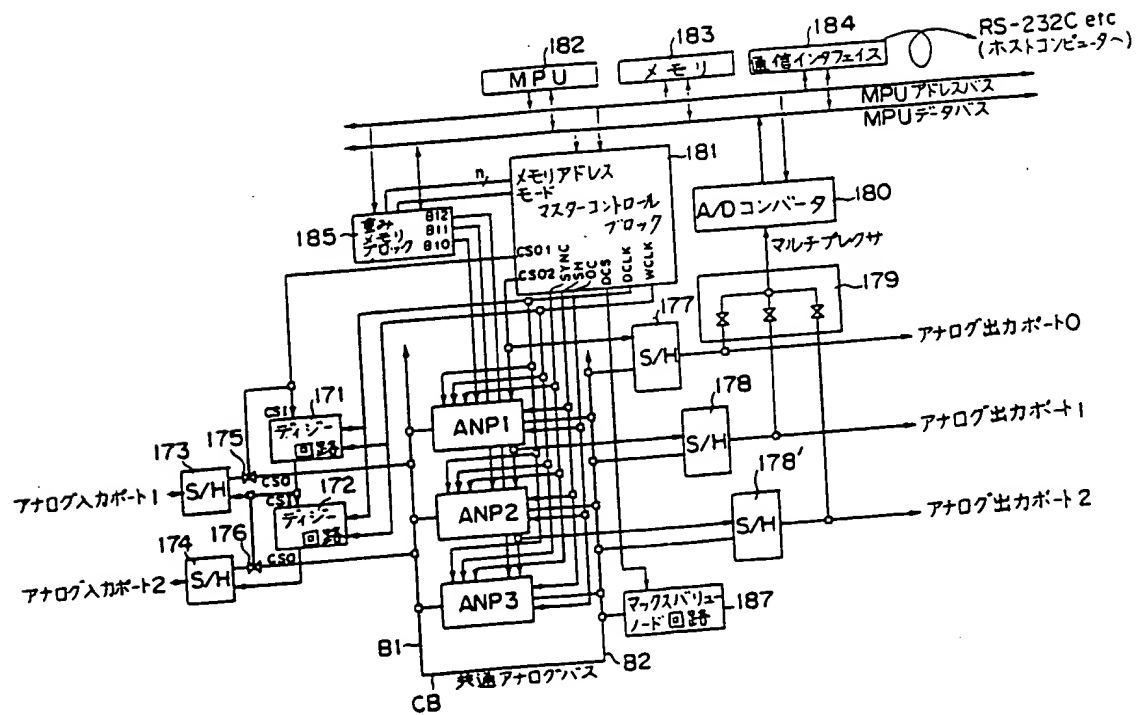 182
MPU
183
メモリ
184
通信インタフェイス
RS-232C etc
(ホストコンピューターへ)
MPUアドレスバス
MPUデータバス
181
n
メモリアドレス
モード
マスターコントロール
ブロック
CS01
CS02
SYNC
SH
OC
DCS
DCLK
WCLK
185
重み
メモリ
ブロック
B12
B11
B10
A/Dコンバータ
180
マルチプレクサ
179
177
S/H
アナログ出力ポート0
171
CSI
ディジー
回路
CSO
173
175
S/H
アナログ入力ポート1
ANP1
178
S/H
アナログ出力ポート1
172
CSI
ディジー
回路
CSO
174
176
S/H
アナログ入力ポート2
ANP2
178'
S/H
アナログ出力ポート2
ANP3
マックスバリュー
ノード回路
187
B1
B2
共通アナログバス
CB